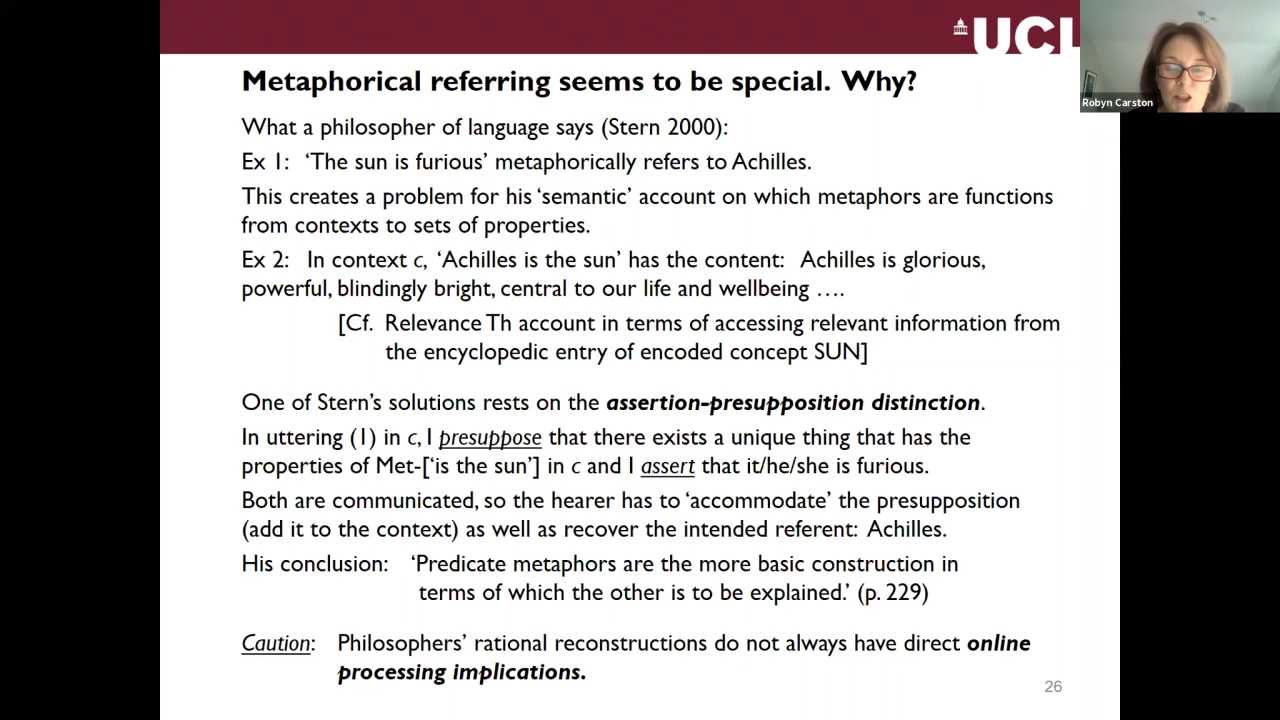 UCL
Robyn Carston
Metaphorical referring seems to be special. Why?
What a philosopher of language says (Stern 2000):
Ex 1: ‘The sun is furious’ metaphorically refers to Achilles.
This creates a problem for his ‘semantic’ account on which metaphors are functions
from contexts to sets of properties.
Ex 2: In context c, ‘Achilles is the sun’ has the content: Achilles is glorious,
powerful, blindingly bright, central to our life and wellbeing ….
[Cf. Relevance Th account in terms of accessing relevant information from
the encyclopedic entry of encoded concept SUN]
One of Stern’s solutions rests on the assertion-presupposition distinction.
In uttering (1) in c, I presuppose that there exists a unique thing that has the
properties of Met-[‘is the sun’] in c and I assert that it/he/she is furious.
Both are communicated, so the hearer has to ‘accommodate’ the presupposition
(add it to the context) as well as recover the intended referent: Achilles.
His conclusion: ‘Predicate metaphors are the more basic construction in
terms of which the other is to be explained.’ (p. 229)
Caution: Philosophers’ rational reconstructions do not always have direct online
processing implications.
26